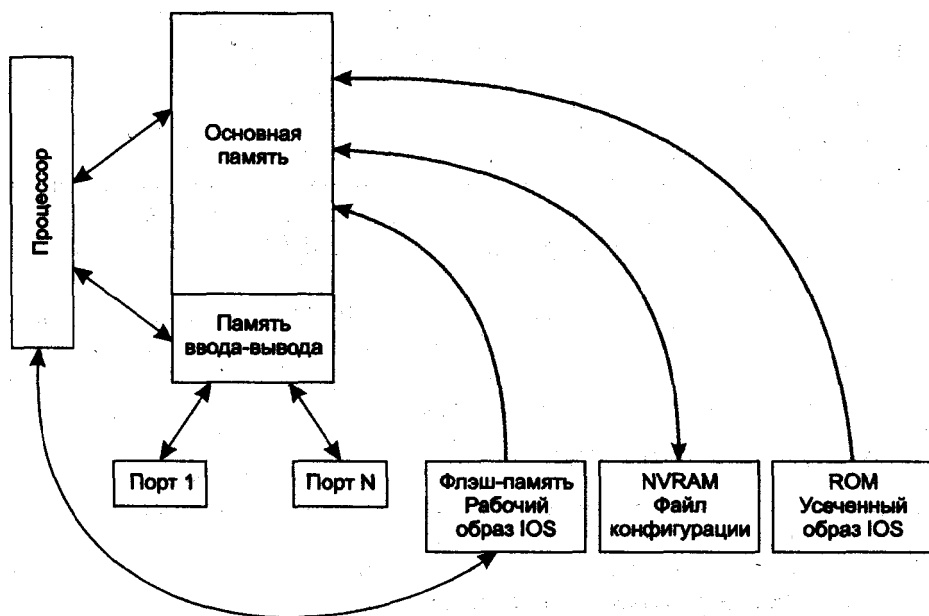 Процессор
Основная
память
Память
ввода-вывода
Порт 1
Порт N
Флэш-память
Рабочий
образ IOS
NVRAM
Файл
конфигурации
ROM
Усеченный
образ IOS